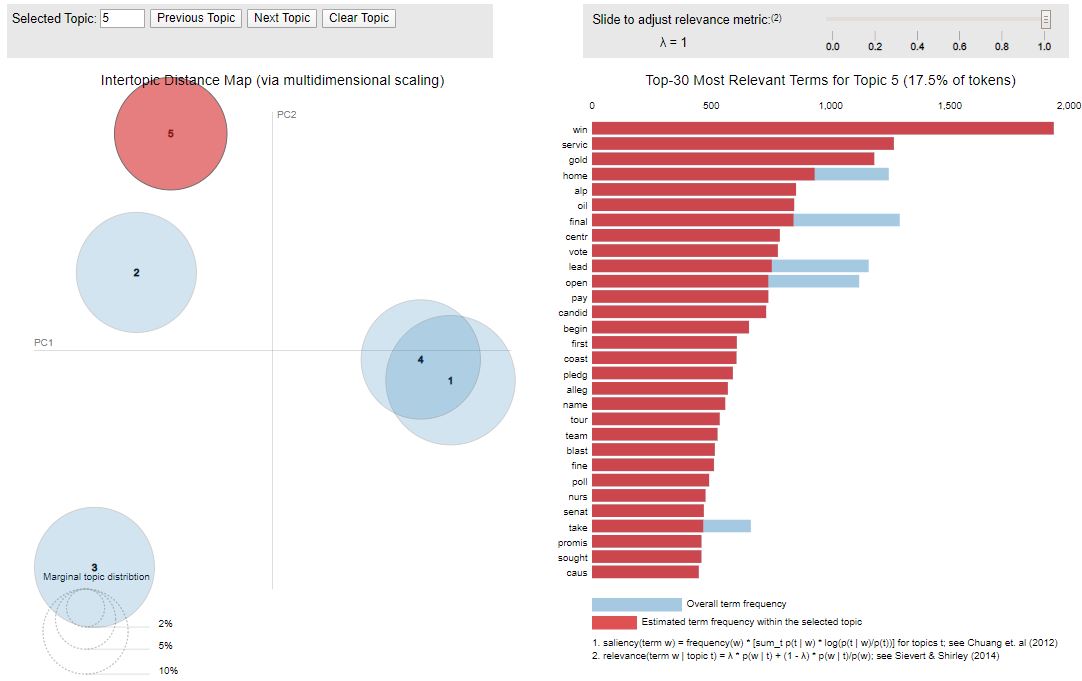 Selected Topic: 5 Previous Topic Next Topic Clear Topic
Slide to adjust relevance metric:(2)
λ = 1
0.0 0.2 0.4 0.6 0.8 1.0
Intertopic Distance Map (via multidimensional scaling)
PC2
PC1
5
2
4
1
3
Marginal topic distribtion
2%
5%
10%
Top-30 Most Relevant Terms for Topic 5 (17.5% of tokens)
0 500 1,000 1,500 2,000
win
servic
gold
home
alp
oil
final
centr
vote
lead
open
pay
candid
begin
first
coast
pledg
alleg
name
tour
team
blast
fine
poll
nurs
senat
take
promis
sought
caus
Overall term frequency
Estimated term frequency within the selected topic
1. saliency(term w) = frequency(w) * [sum_t p(t | w) * log(p(t | w)/p(t))] for topics t; see Chuang et. al (2012)
2. relevance(term w | topic t) = λ * p(w | t) + (1 - λ) * p(w | t)/p(w); see Sievert & Shirley (2014)